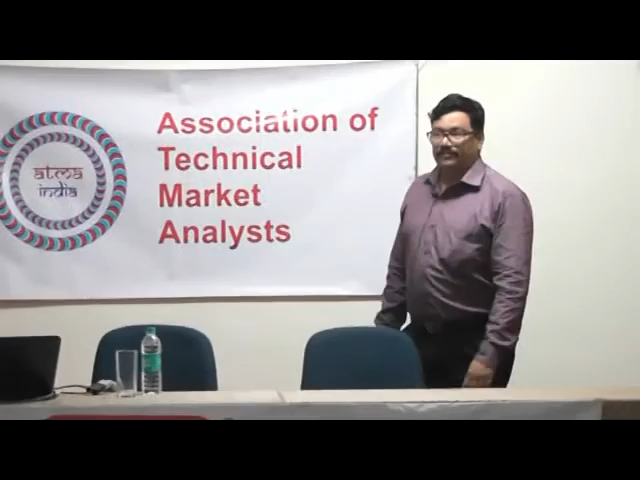 atma
india
Association of
Technical
Market
Analysts